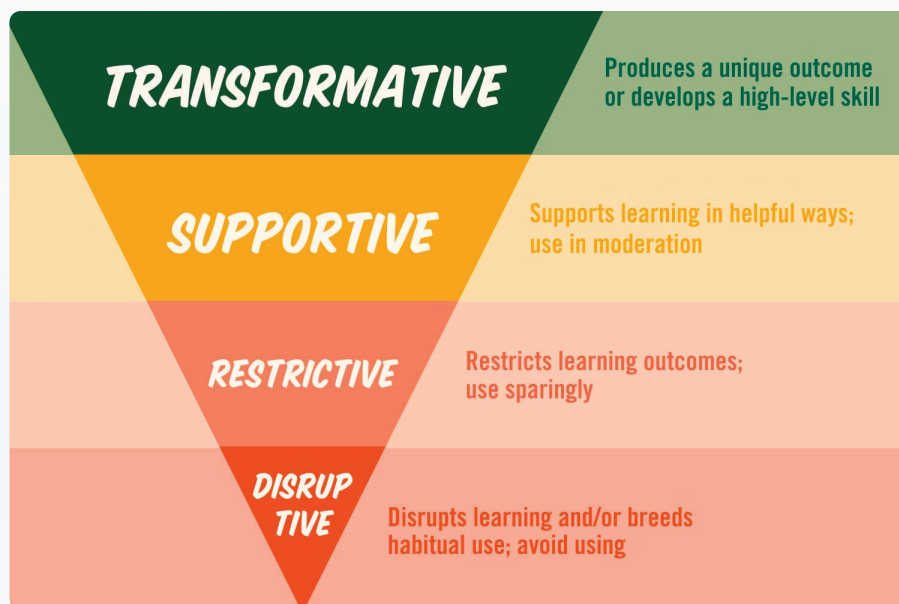 TRANSFORMATIVE
Produces a unique outcome
or develops a high-level skill
SUPPORTIVE
Supports learning in helpful ways;
use in moderation
RESTRICTIVE
Restricts learning outcomes;
use sparingly
DISRUP
TIVE
Disrupts learning and/or breeds
habitual use; avoid using